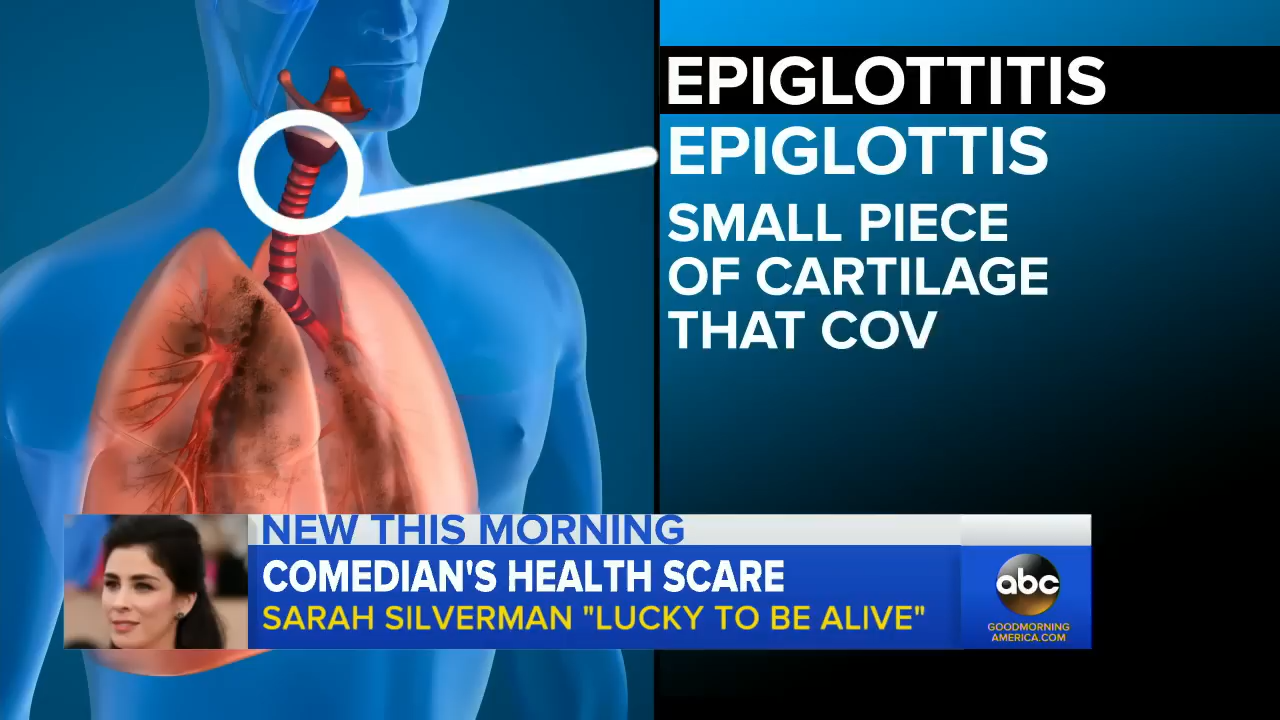 EPIGLOTTITIS
EPIGLOTTIS
SMALL PIECE
OF CARTILAGE
THAT COV
NEW THIS MORNING
COMEDIAN'S HEALTH SCARE
SARAH SILVERMAN "LUCKY TO BE ALIVE"
abc
GOODMORNING
AMERICA.COM